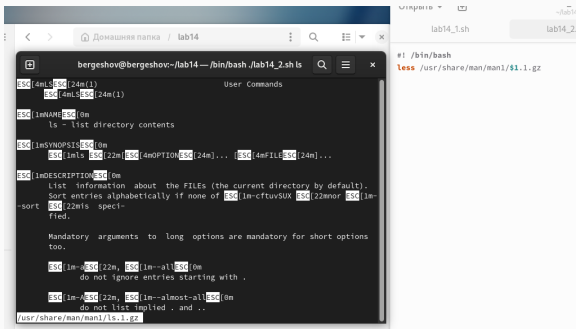 Открыть
~/lab14
Домашняя папка / lab14
lab14_1.sh
lab14_2.
bergeshov@bergeshov:~/lab14 — /bin/bash ./lab14_2.sh ls
#! /bin/bash
less /usr/share/man/man1/$1.1.gz
ESC[4mLSESC[24m(1) User Commands
ESC[4mLSESC[24m(1)
ESC[1mNAMEESC[0m
ls - list directory contents
ESC[1mSYNOPSISESC[0m
ESC[1mls ESC[22m[ESC[4mOPTIONESC[24m]... [ESC[4mFILEESC[24m]...
ESC[1mDESCRIPTIONESC[0m
List information about the FILEs (the current directory by default).
Sort entries alphabetically if none of ESC[1m-cftuvSUX ESC[22mnor ESC[1m-
-sort ESC[22mis speci-
fied.
Mandatory arguments to long options are mandatory for short options
too.
ESC[1m-aESC[22m, ESC[1m--allESC[0m
do not ignore entries starting with .
ESC[1m-AESC[22m, ESC[1m--almost-allESC[0m
do not list implied . and ..
/usr/share/man/man1/ls.1.gz